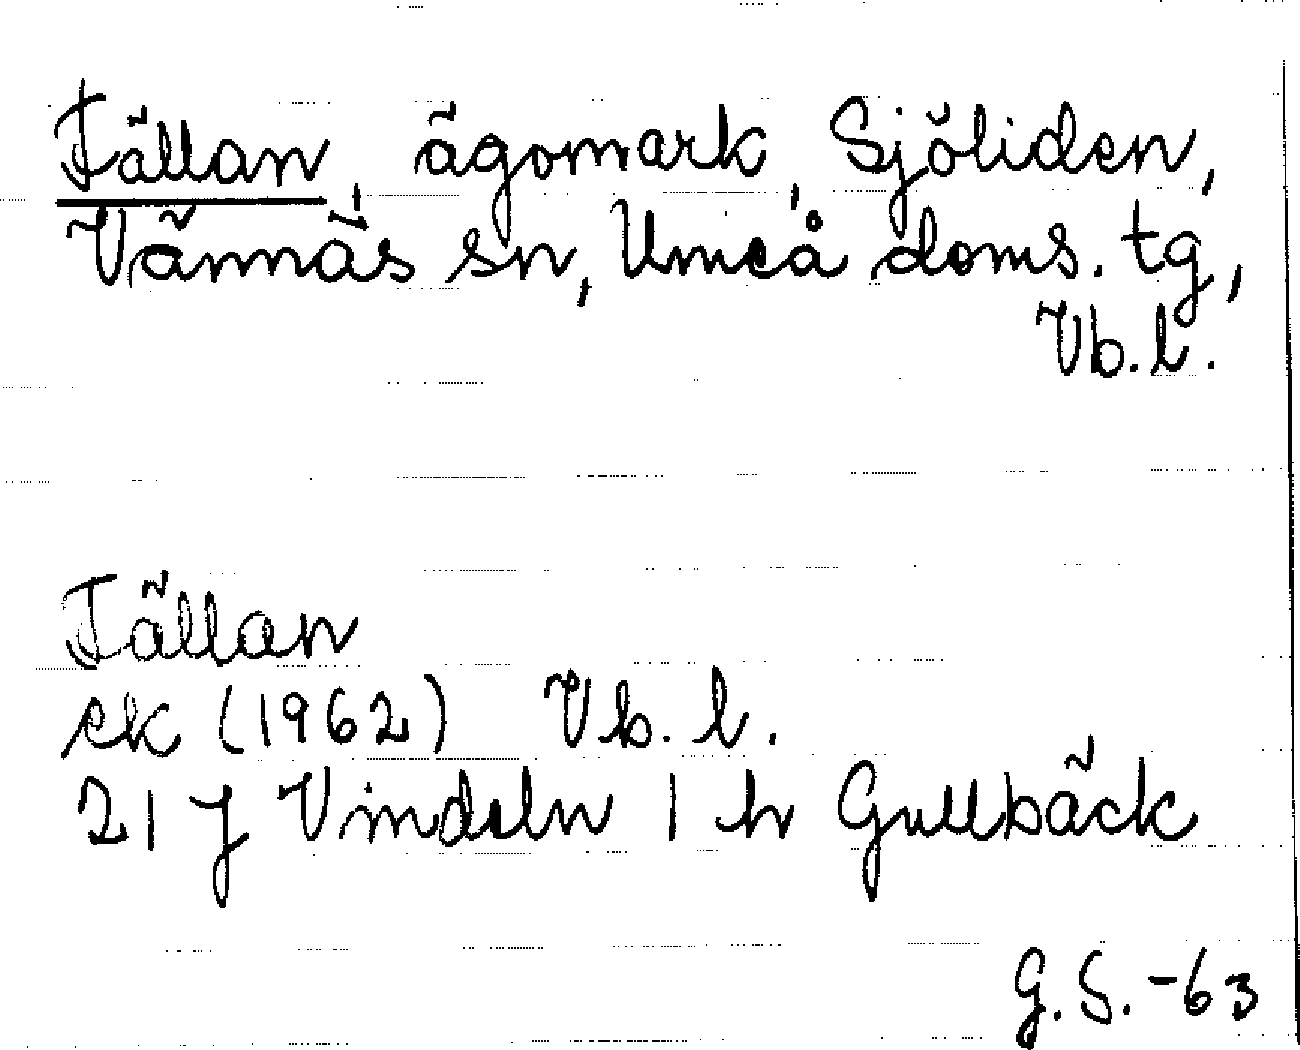 Fällan, ägomark, Sjöliden,
Vännäs sn, Umeå doms. tg,
Vb.l.
Fällan
ek (1962) Vb. l.
21 J Vindeln 1 h Gullbäck
G.S.-63